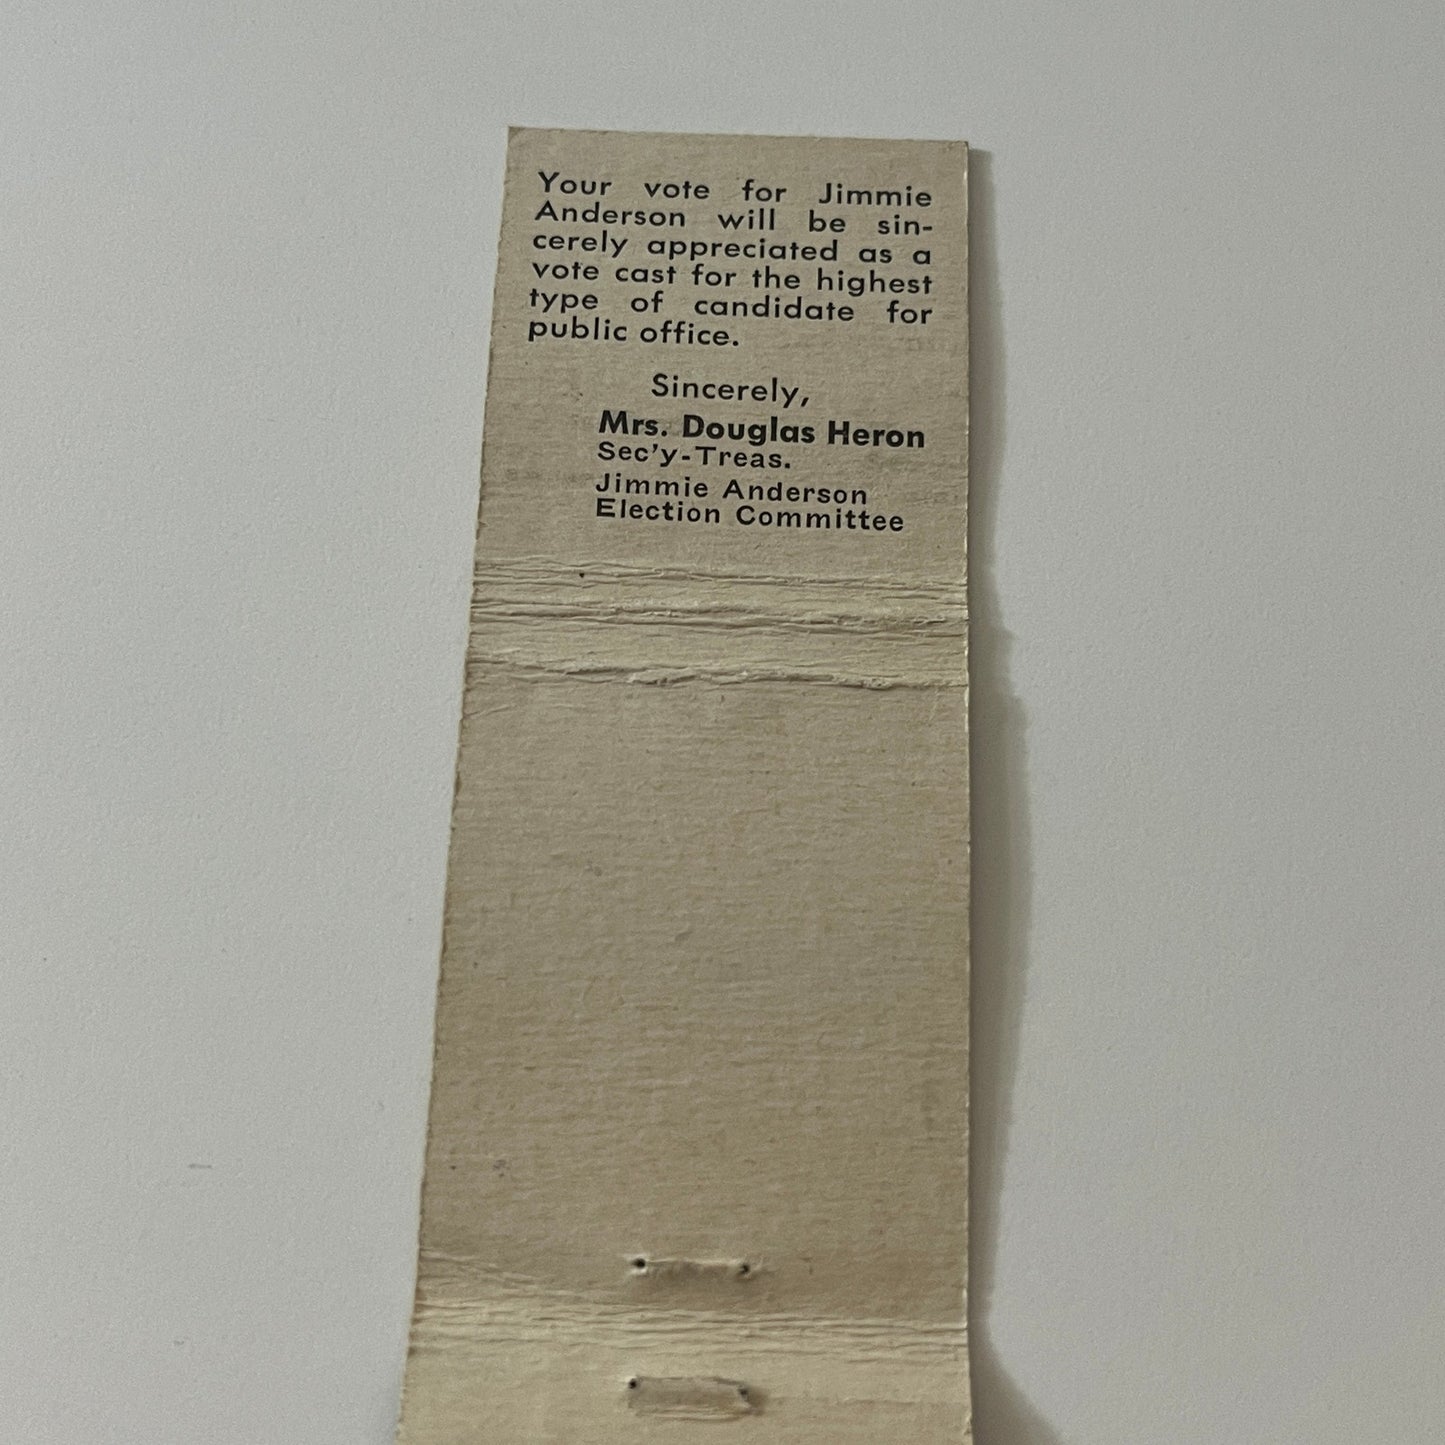 Your vote for Jimmie
Anderson will be sin-
cerely appreciated as a
vote cast for the highest
type of candidate for
public office.
Sincerely,
Mrs. Douglas Heron
Sec'y-Treas.
Jimmie Anderson
Election Committee